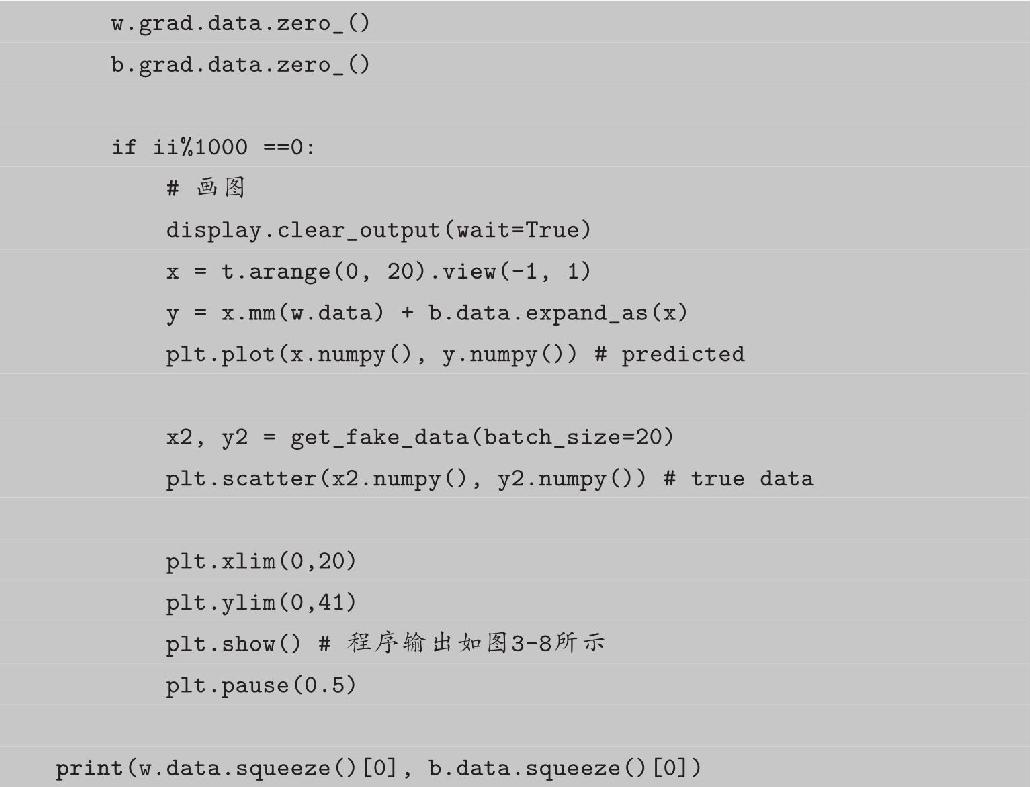 w.grad.data.zero_()
b.grad.data.zero_()
if ii%1000 ==0:
# 画图
display.clear_output(wait=True)
x = t.arange(0, 20).view(-1, 1)
y = x.mm(w.data) + b.data.expand_as(x)
plt.plot(x.numpy(), y.numpy()) # predicted
x2, y2 = get_fake_data(batch_size=20)
plt.scatter(x2.numpy(), y2.numpy()) # true data
plt.xlim(0,20)
plt.ylim(0,41)
plt.show() # 程序输出如图3-8所示
plt.pause(0.5)
print(w.data.squeeze()[0], b.data.squeeze()[0])